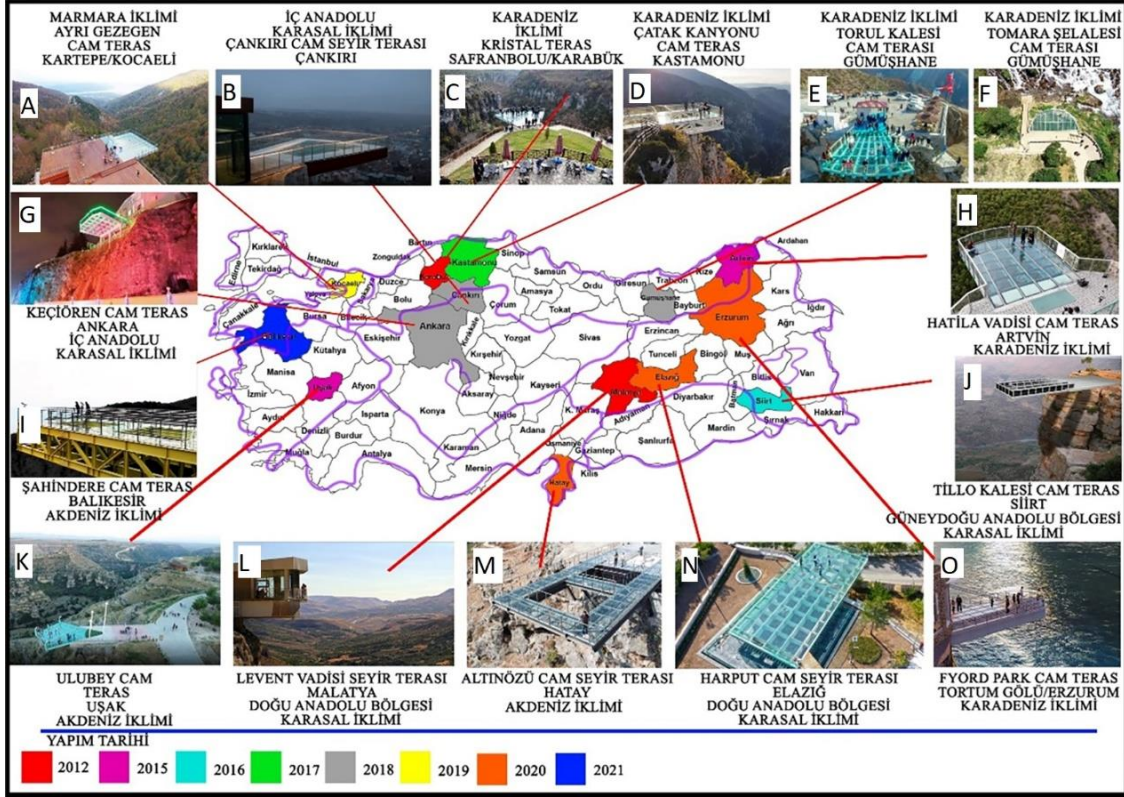 MARMARA İKLİMİ
AYRI GEZEGEN
CAM TERAS
KARTEPE/KOCAELİ
İÇ ANADOLU
KARASAL İKLİMİ
ÇANKIRI CAM SEYİR TERASI
ÇANKIRI
KARADENİZ
İKLİMİ
KRİSTAL TERAS
SAFRANBOLU/KARABÜK
KARADENİZ İKLİMİ
ÇATAK KANYONU
CAM TERAS
KASTAMONU
KARADENİZ İKLİMİ
TORUL KALESİ
CAM TERASI
GÜMÜŞHANE
KARADENİZ İKLİMİ
TOMARA ŞELALESİ
CAM TERASI
GÜMÜŞHANE
A
B
C
D
E
F
G
KEÇİÖREN CAM TERAS
ANKARA
İÇ ANADOLU
KARASAL İKLİMİ
H
HATİLA VADİSİ CAM TERAS
ARTVİN
KARADENİZ İKLİMİ
I
ŞAHİNDERE CAM TERAS
BALIKESİR
AKDENİZ İKLİMİ
J
TİLLO KALESİ CAM TERAS
SİİRT
GÜNEYDOĞU ANADOLU BÖLGESİ
KARASAL İKLİMİ
Kırklareli
Edirne
Tekirdağ
İstanbul
Kocaeli
Yalova
Sakarya
Düzce
Zonguldak
Bartın
Kastamonu
Sinop
Samsun
Ordu
Giresun
Trabzon
Rize
Artvin
Ardahan
Çanakkale
Bursa
Bilecik
Bolu
Çankırı
Çorum
Amasya
Tokat
Gümüşhane
Bayburt
Erzurum
Kars
Iğdır
Ağrı
Kütahya
Eskişehir
Ankara
Kırıkkale
Yozgat
Sivas
Erzincan
Tunceli
Bingöl
Muş
Van
Bitlis
Manisa
İzmir
Uşak
Afyon
Kırşehir
Nevşehir
Aksaray
Kayseri
Malatya
Elazığ
Diyarbakır
Batman
Siirt
Şırnak
Hakkari
Aydın
Denizli
Muğla
Burdur
Isparta
Antalya
Konya
Karaman
Niğde
Mersin
Adana
K. Maraş
Osmaniye
Gaziantep
Kilis
Hatay
Adıyaman
Şanlıurfa
Mardin
K
ULUBEY CAM
TERAS
UŞAK
AKDENİZ İKLİMİ
L
LEVENT VADİSİ SEYİR TERASI
MALATYA
DOĞU ANADOLU BÖLGESİ
KARASAL İKLİMİ
M
ALTINÖZÜ CAM SEYİR TERASI
HATAY
AKDENİZ İKLİMİ
N
HARPUT CAM SEYİR TERASI
ELAZIĞ
DOĞU ANADOLU BÖLGESİ
KARASAL İKLİMİ
O
FYORD PARK CAM TERAS
TORTUM GÖLÜ/ERZURUM
KARADENİZ İKLİMİ
YAPIM TARİHİ
2012
2015
2016
2017
2018
2019
2020
2021